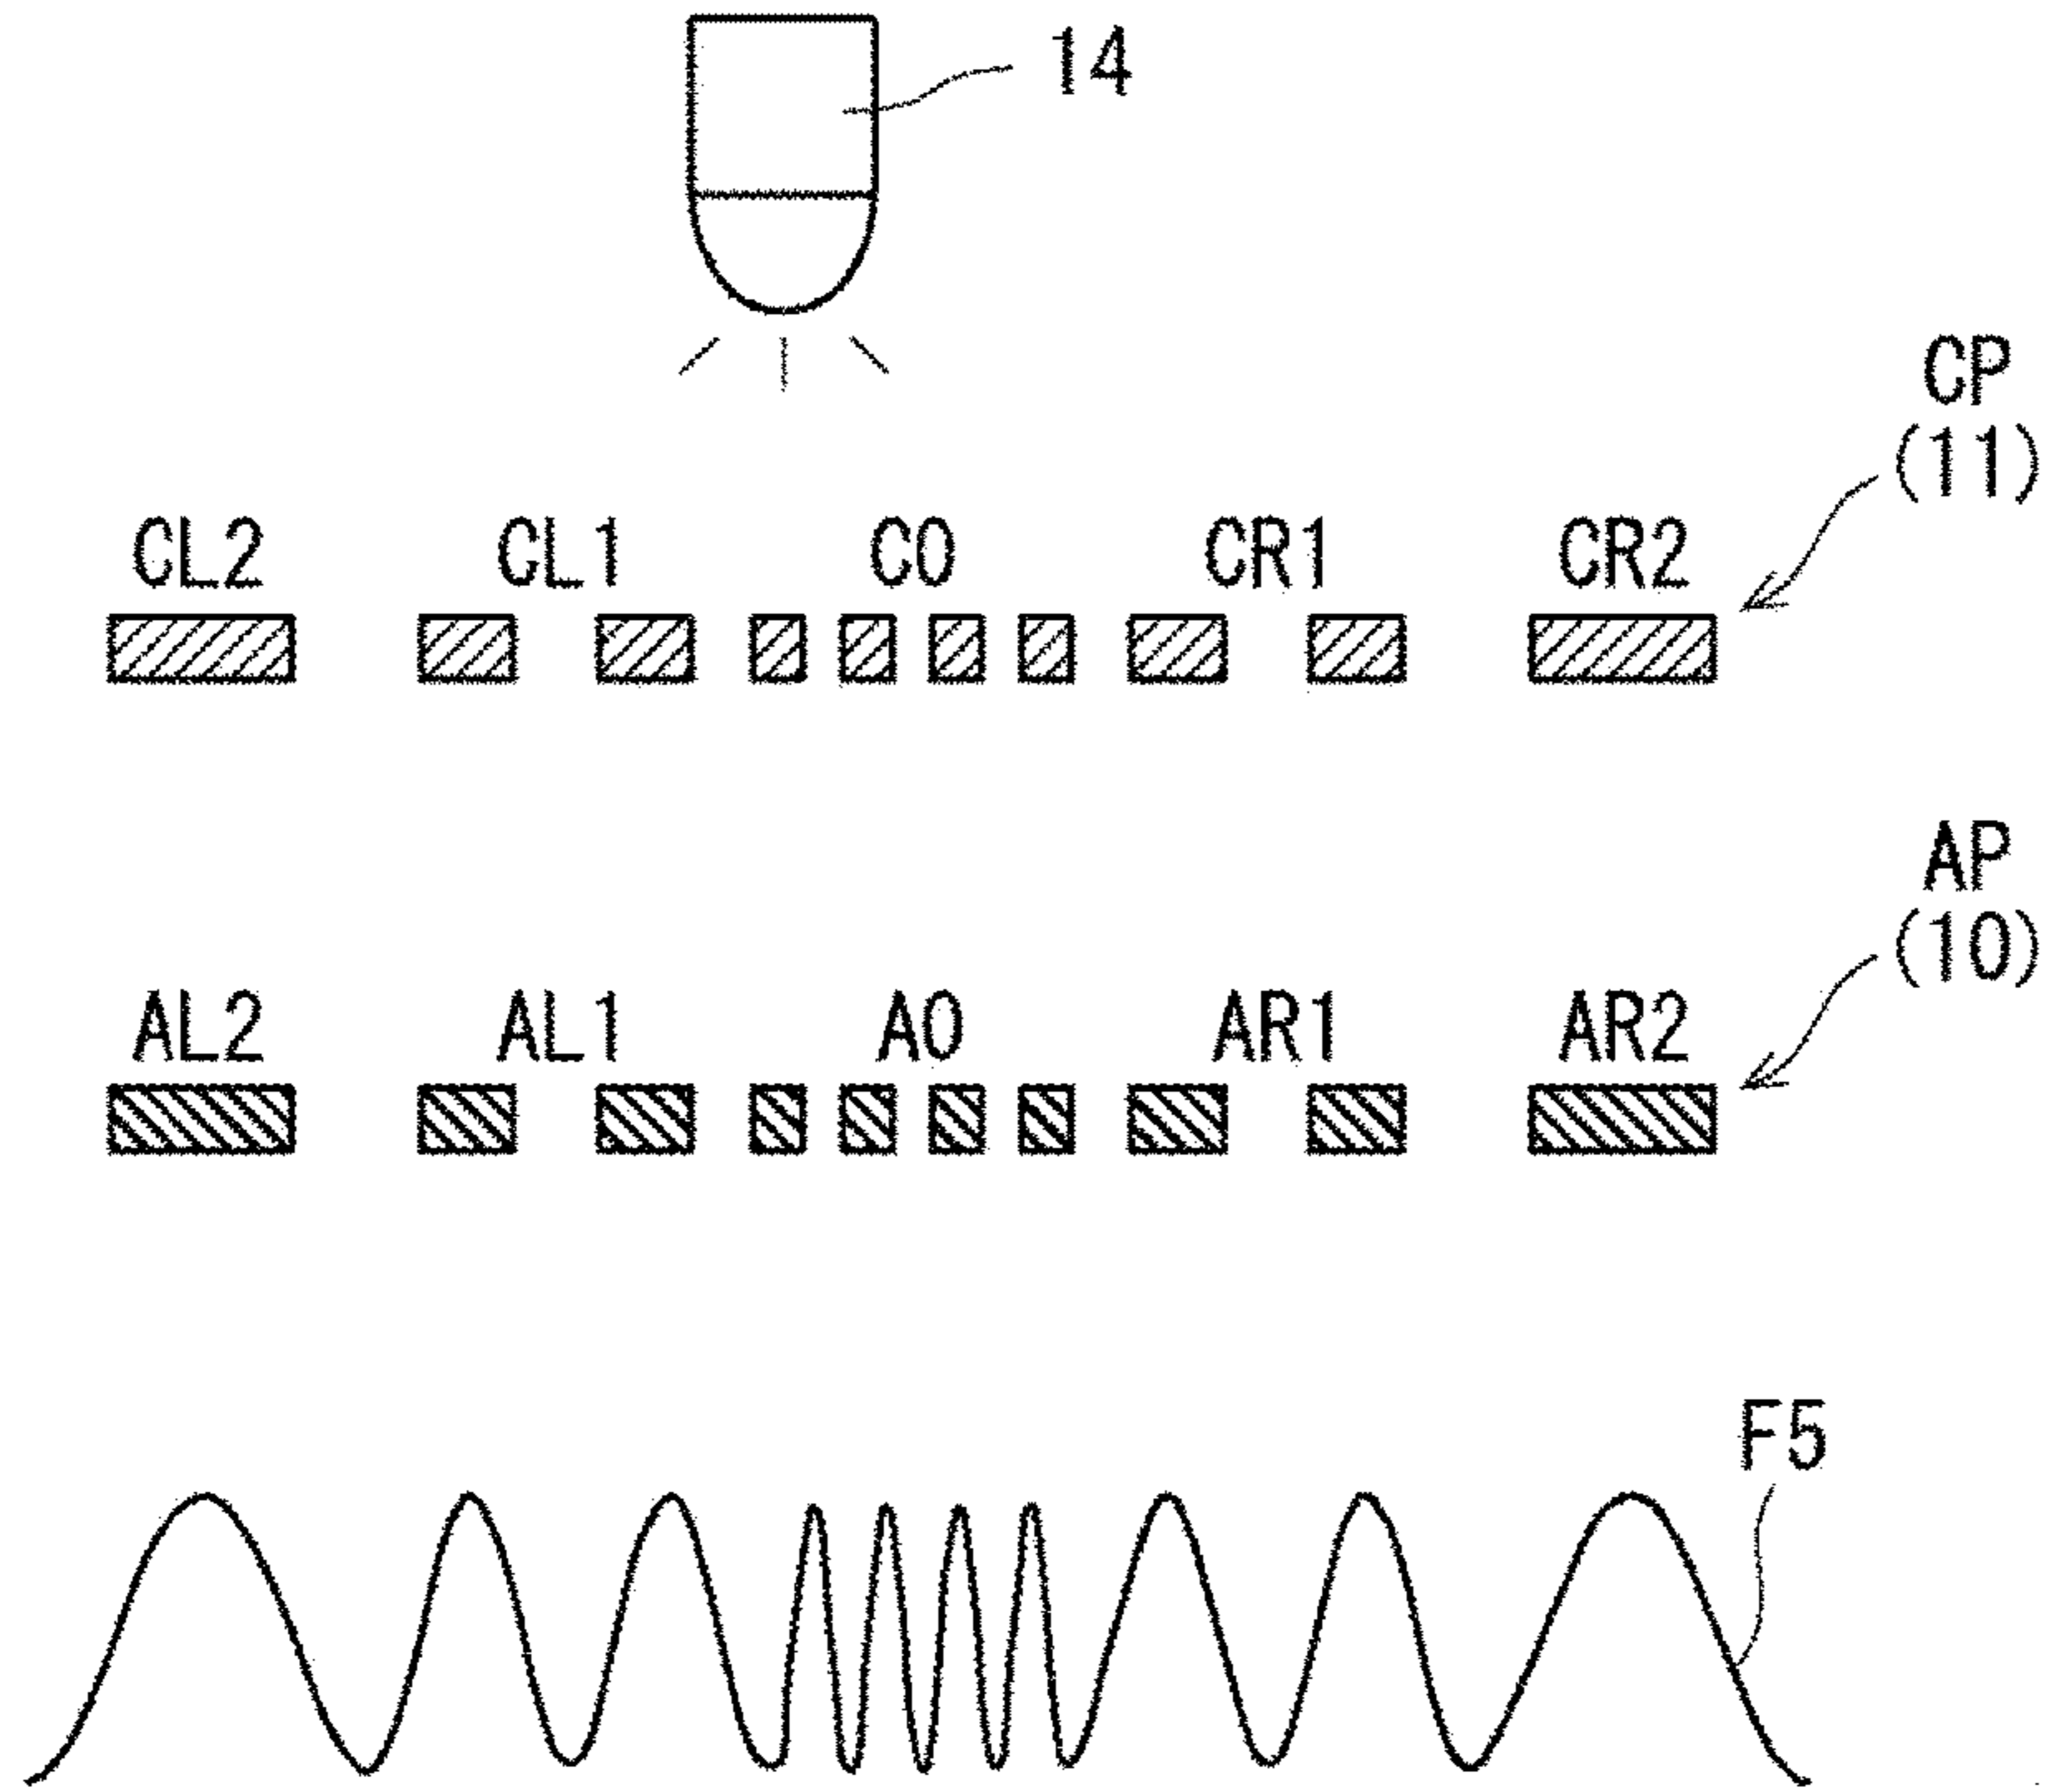 14
CP
(11)
CL2 CL1 C0 CR1 CR2
AP
(10)
AL2 AL1 A0 AR1 AR2
F5